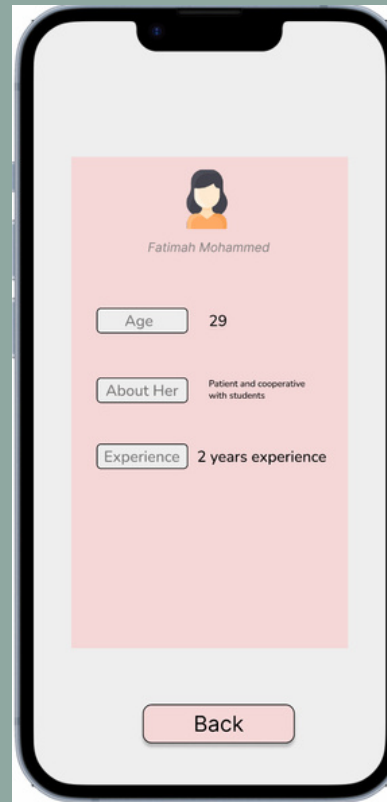 Fatimah Mohammed
Age
29
About Her
Patient and cooperative
with students
Experience
2 years experience
Back